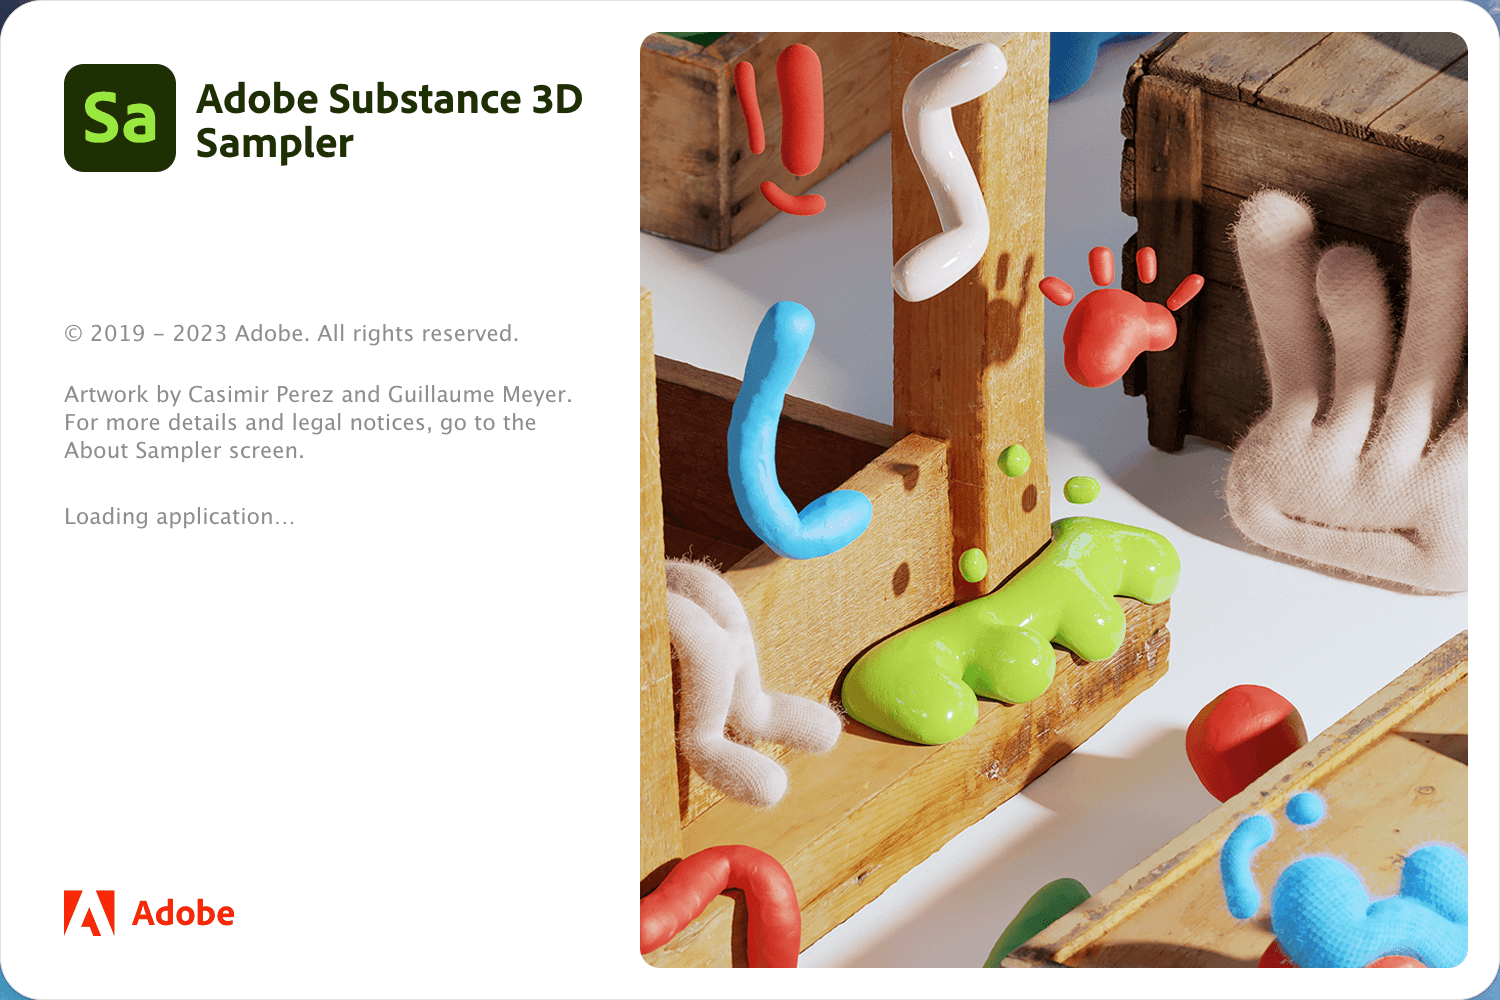 Sa
Adobe Substance 3D
Sampler
© 2019 – 2023 Adobe. All rights reserved.
Artwork by Casimir Perez and Guillaume Meyer.
For more details and legal notices, go to the
About Sampler screen.
Loading application...
Adobe